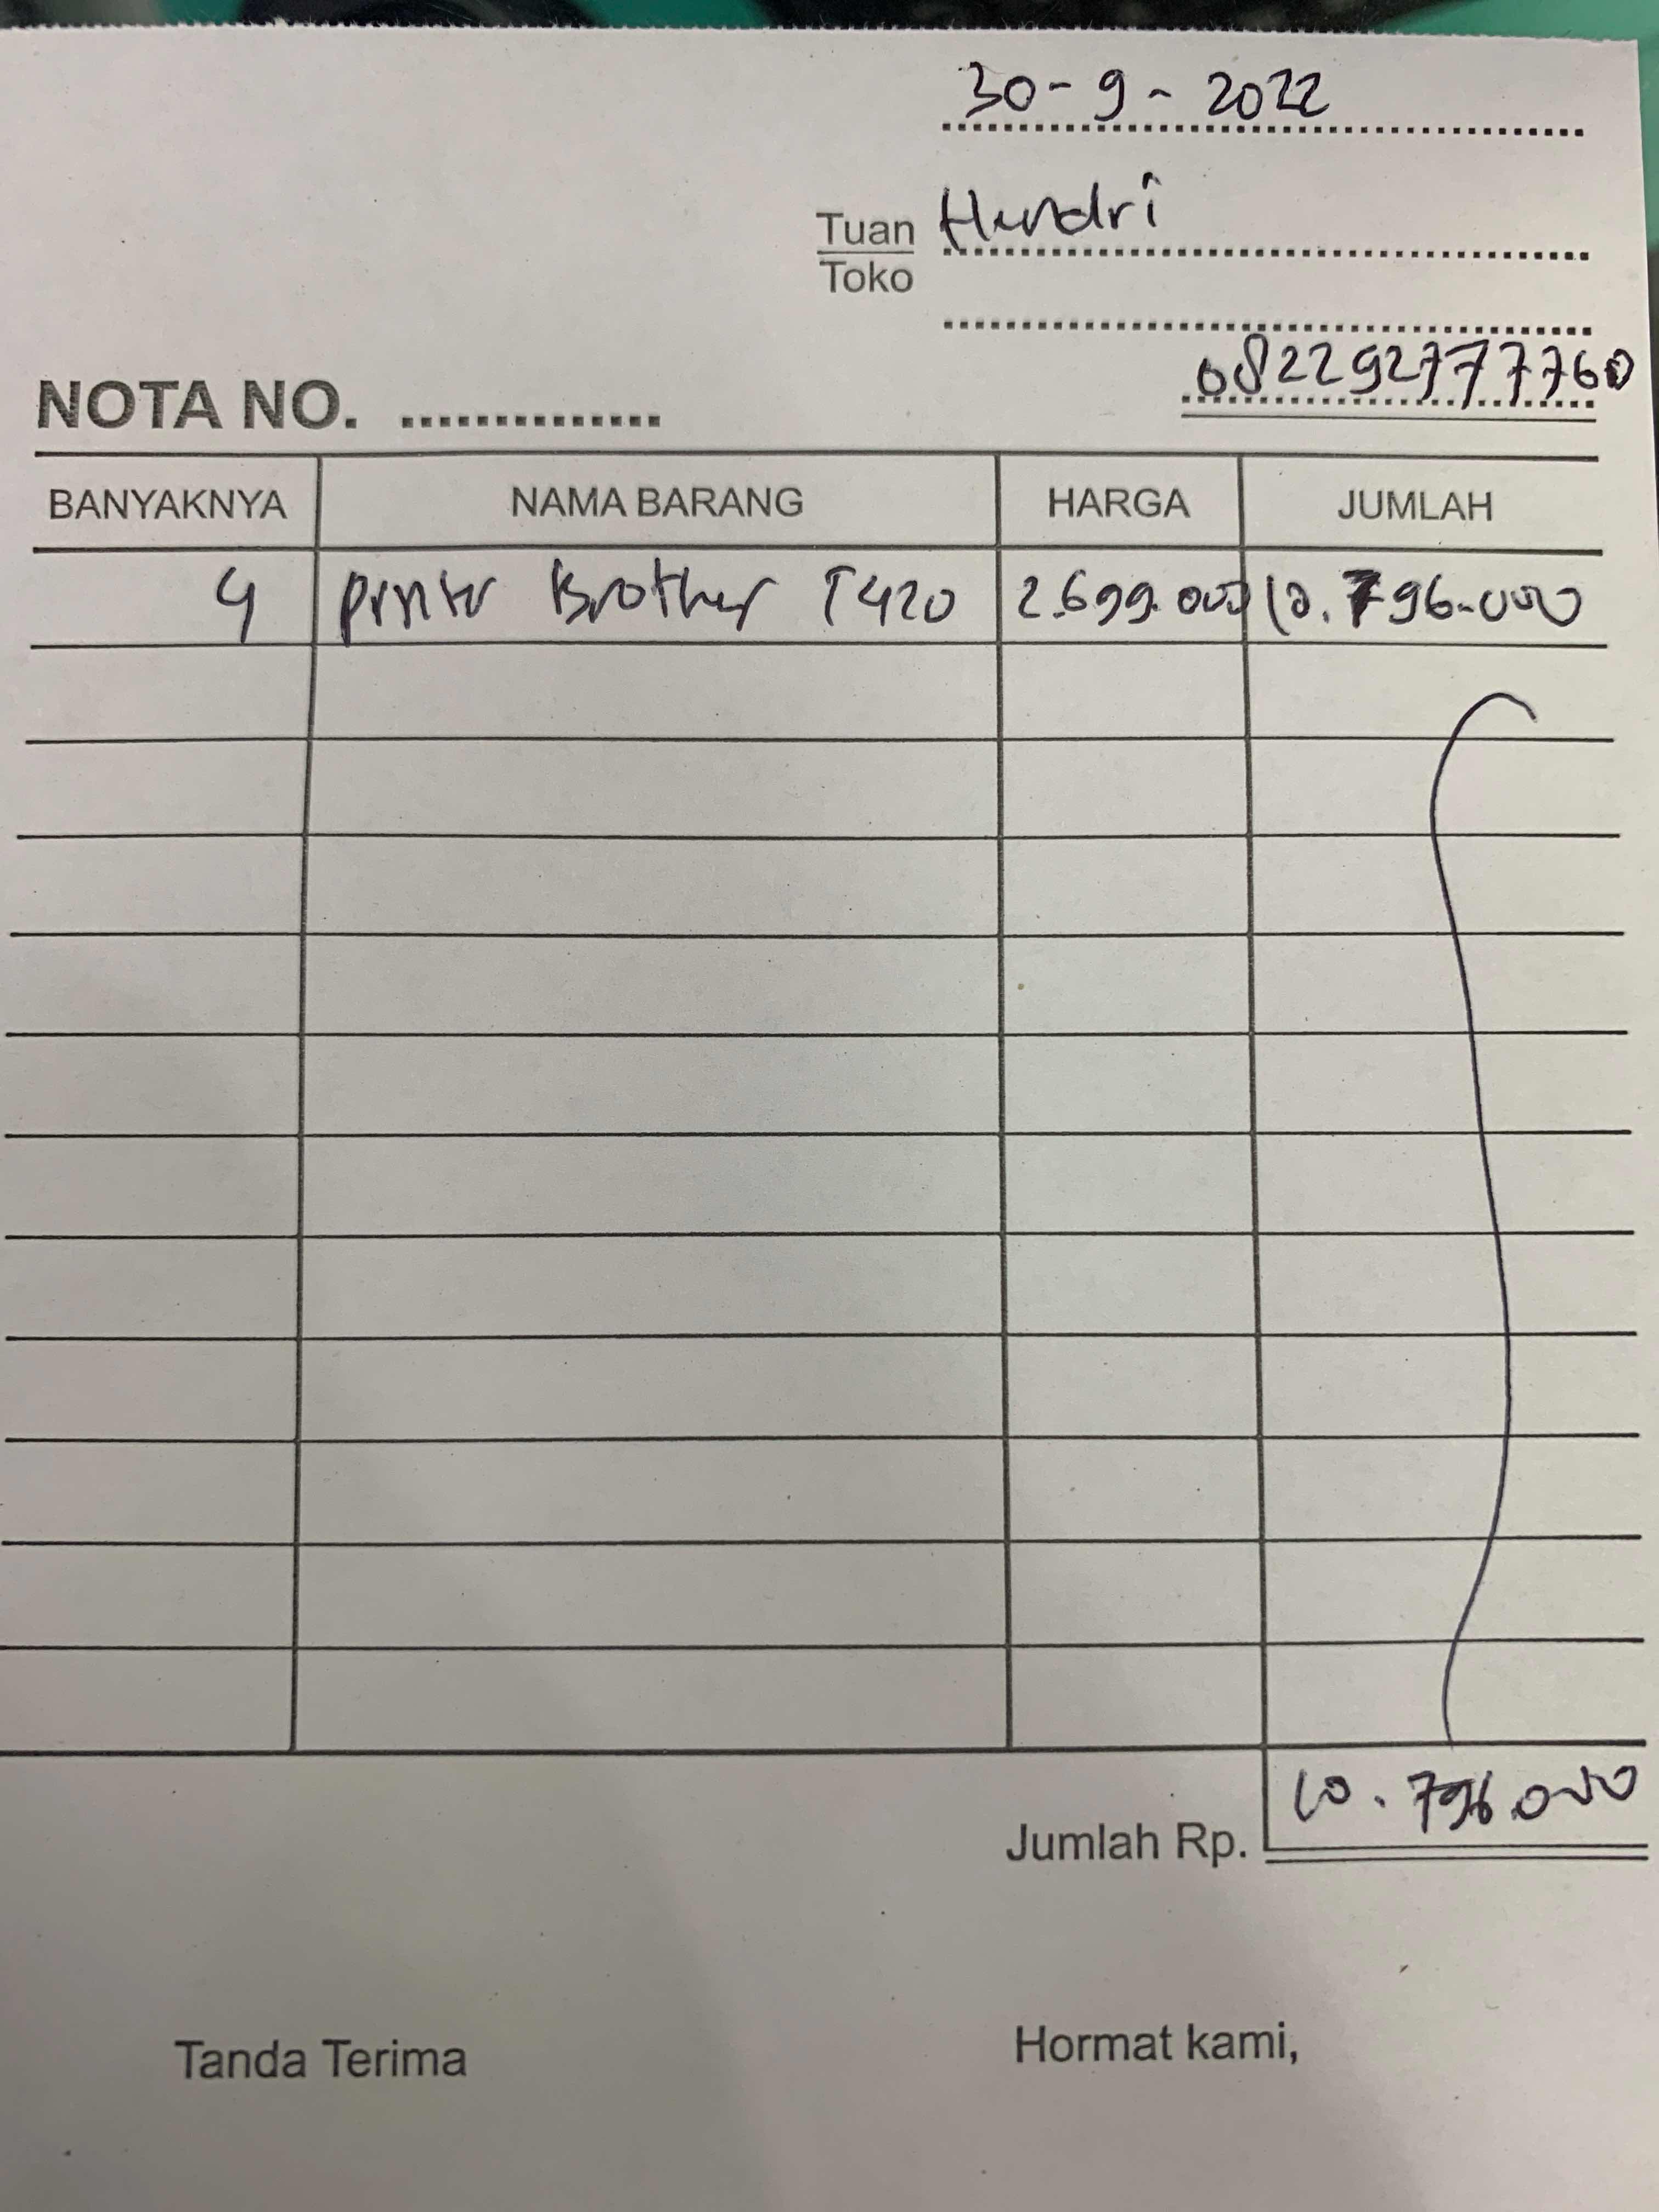 30-9-2022
Tuan Hendri
Toko
082292777760
NOTA NO. ..............
BANYAKNYA NAMA BARANG HARGA JUMLAH
4 printer Brother T420 2.699.000 10.796.000
Jumlah Rp. 10.796.000
Tanda Terima Hormat kami,